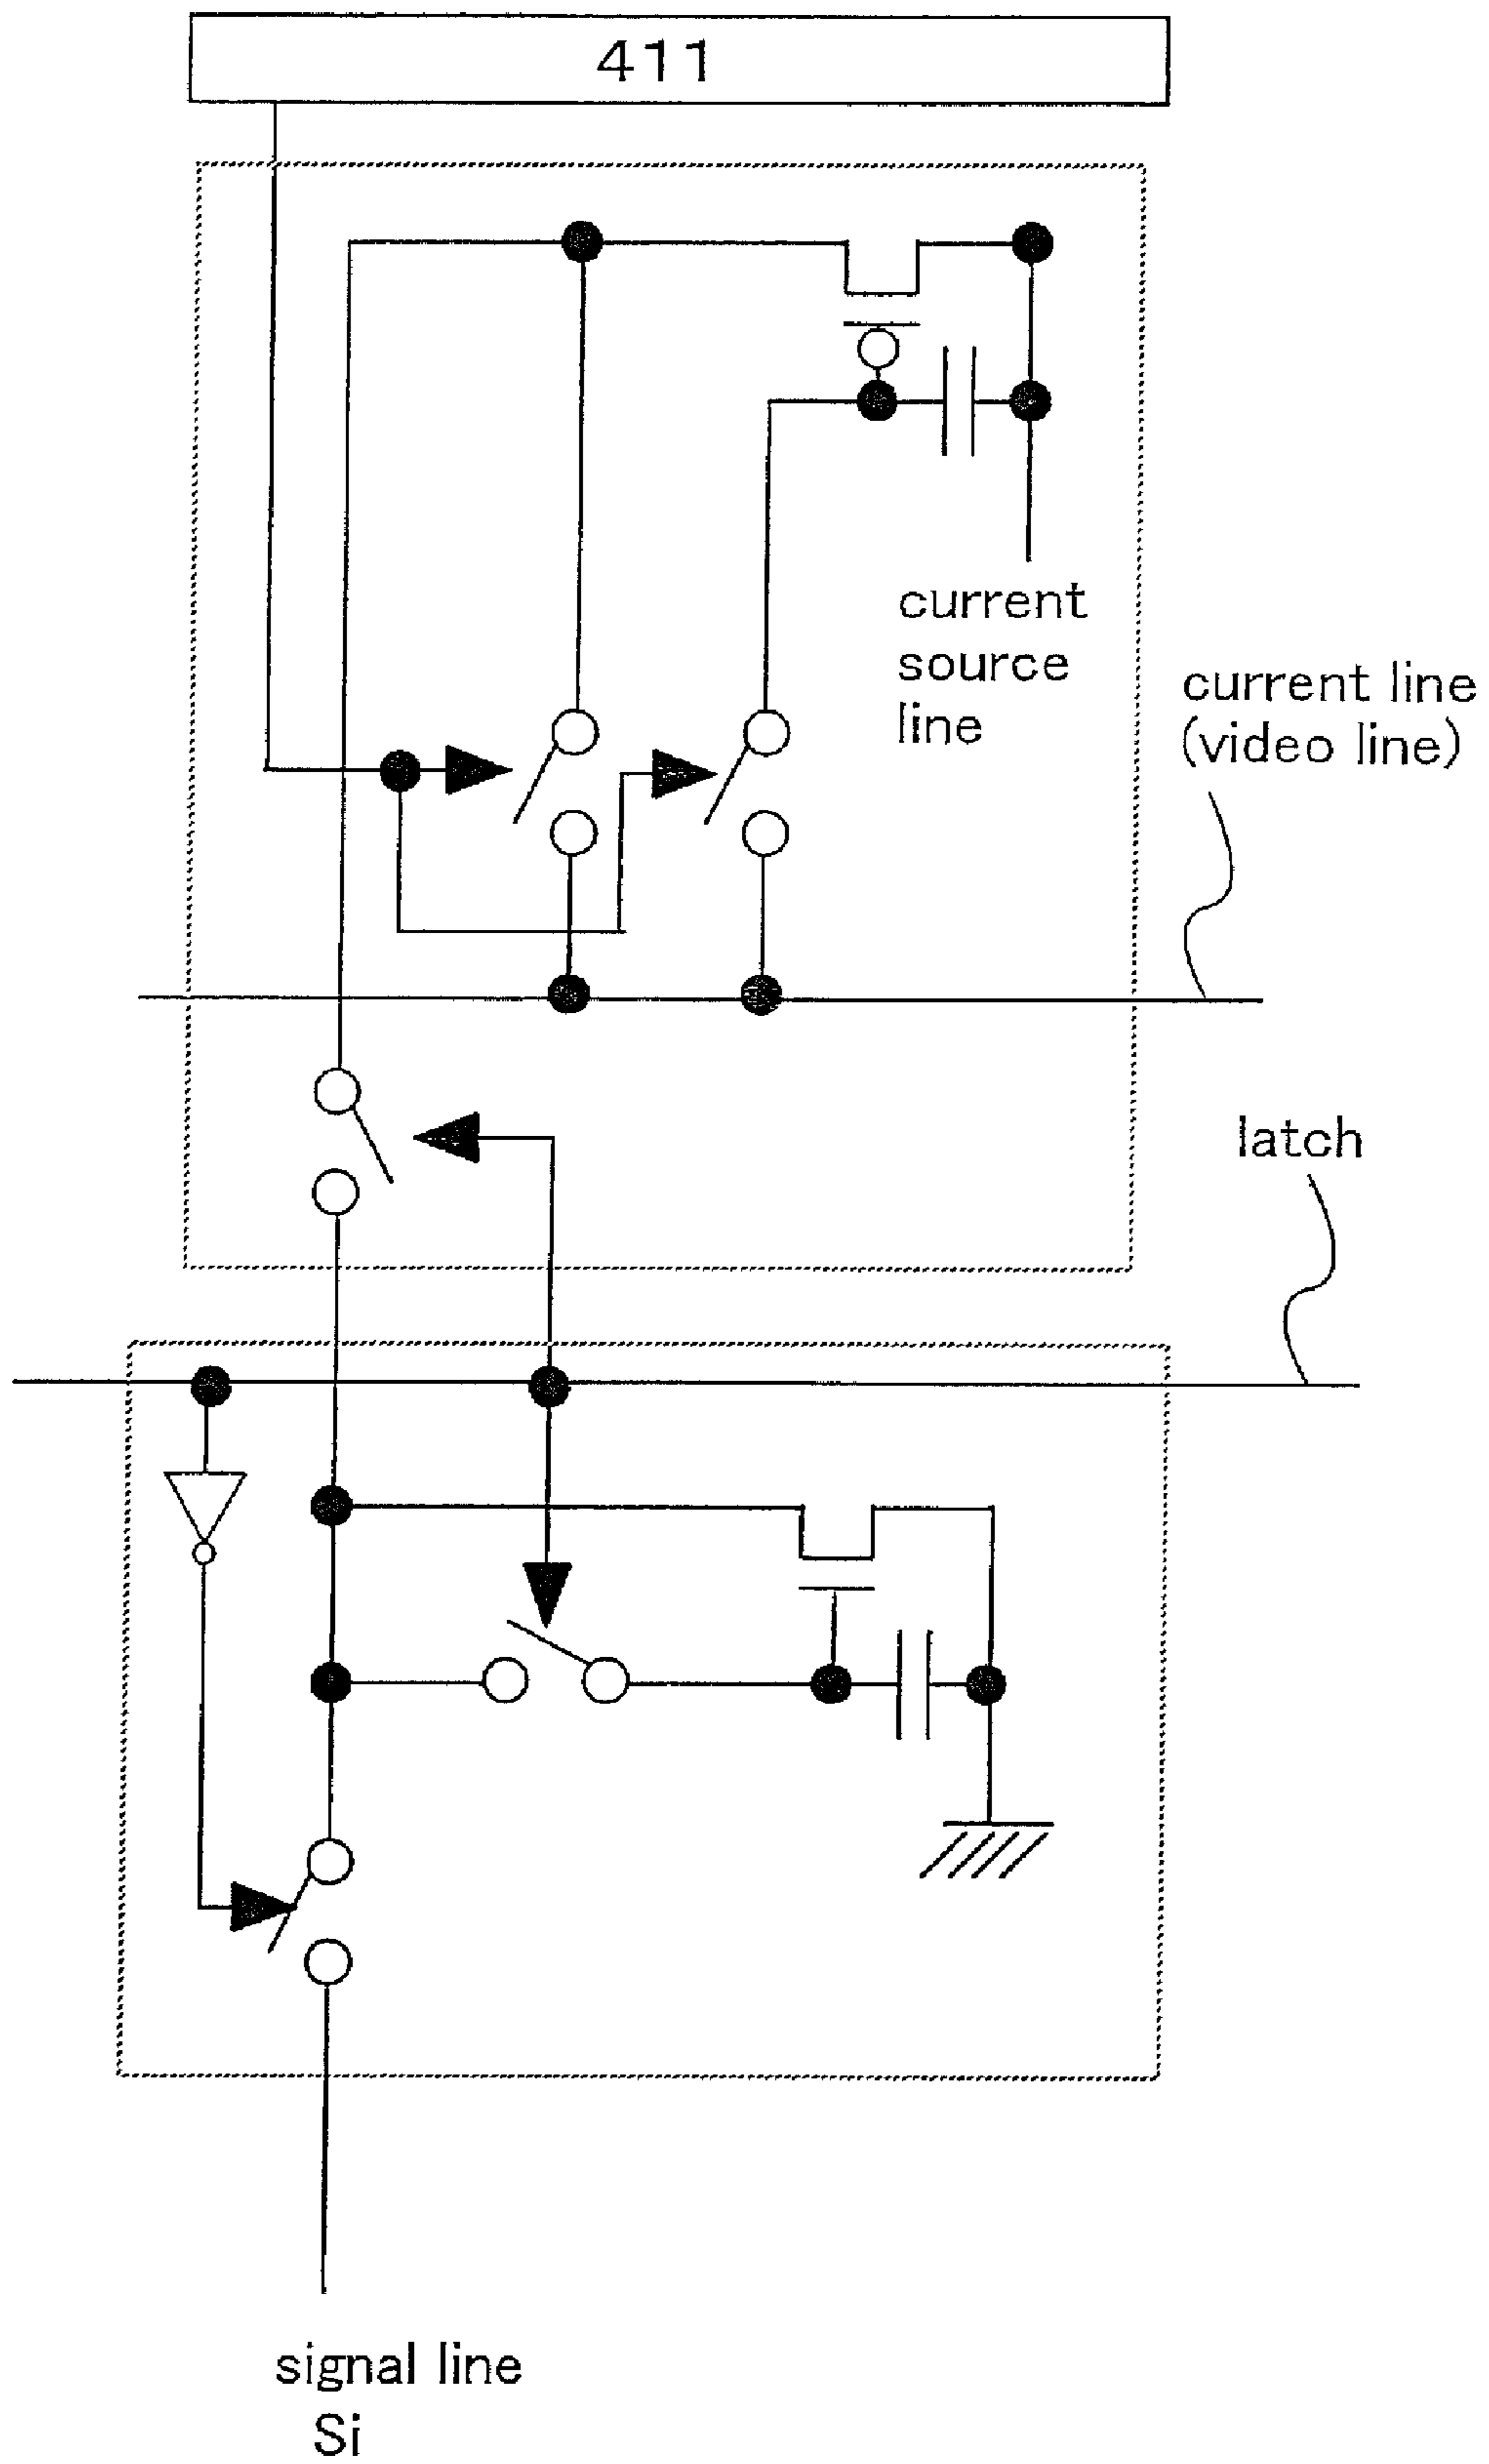 411
current
source
line
current line
(video line)
latch
signal line
Si